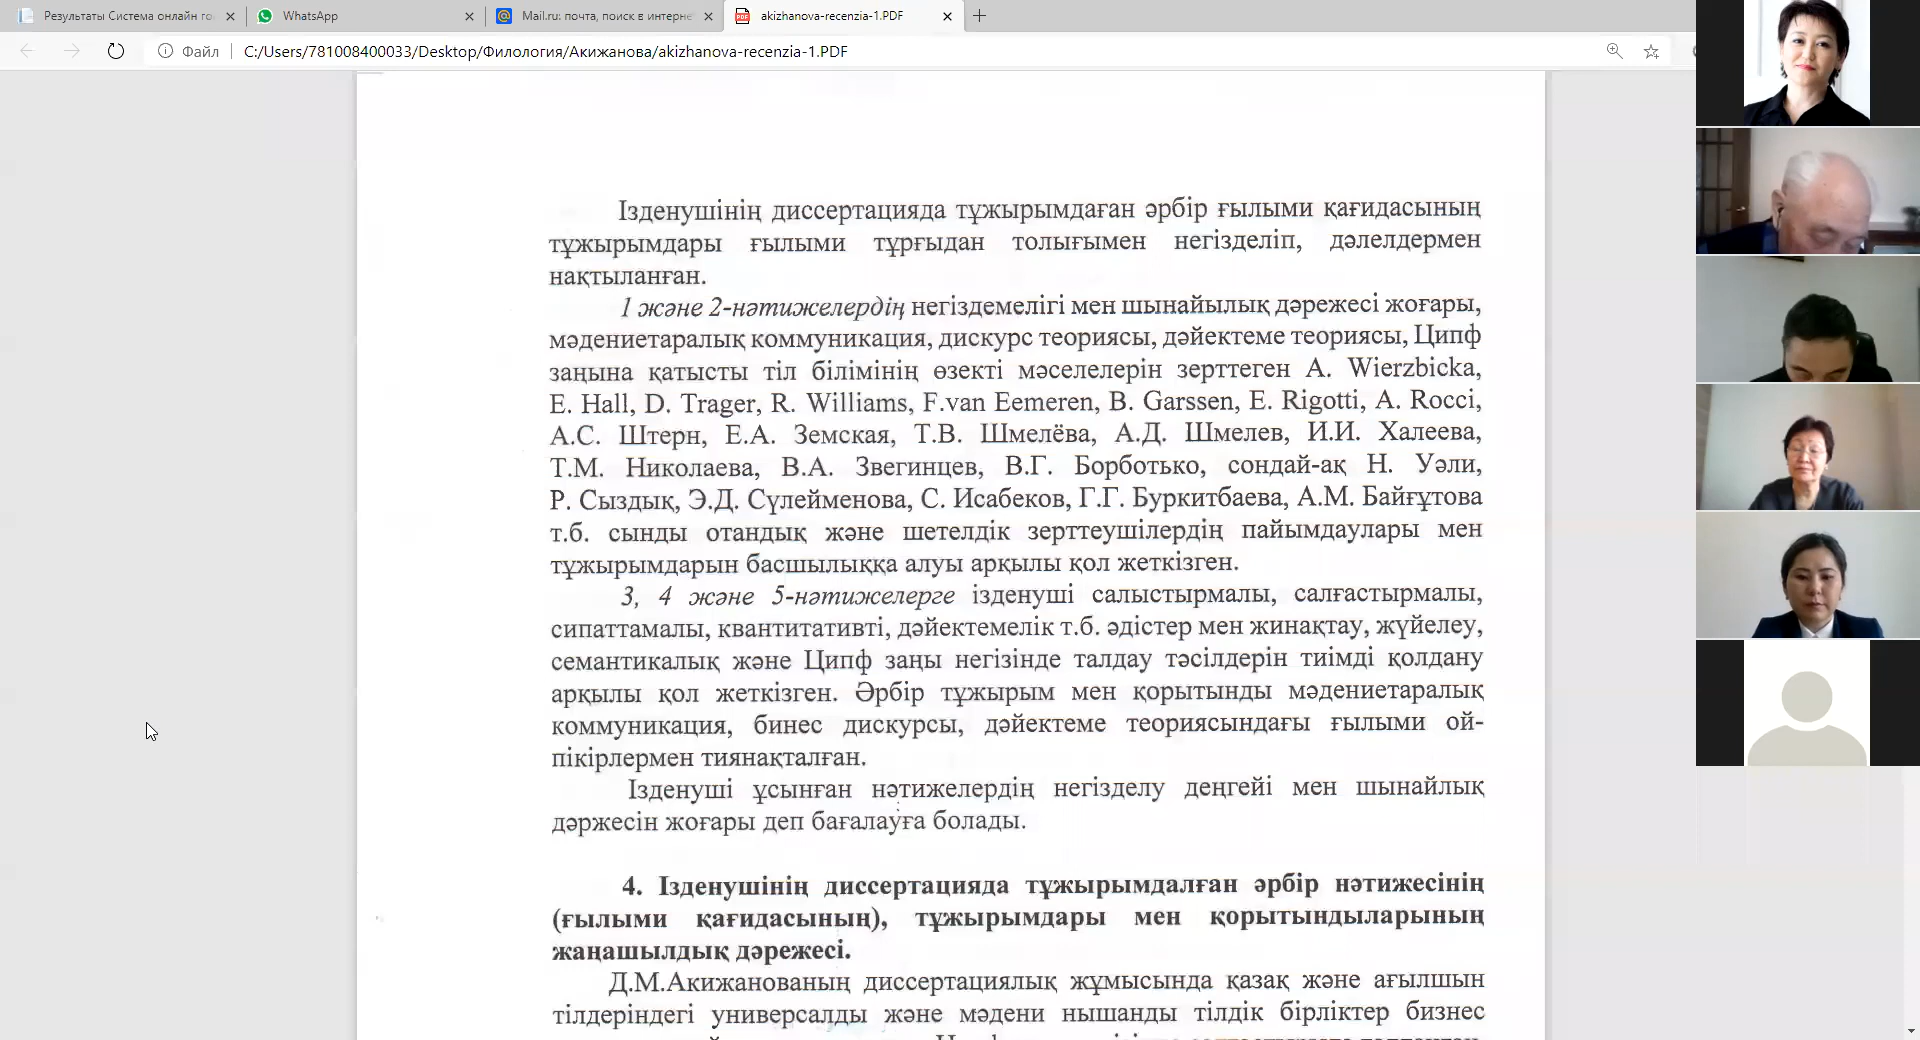 Результаты Система онлайн го
WhatsApp
Mail.ru: почта, поиск в интерне
akizhanova-recenzia-1.PDF
Файл
C:/Users/781008400033/Desktop/Филология/Акижанова/akizhanova-recenzia-1.PDF
Ізденушінің диссертацияда тұжырымдаған әрбір ғылыми қағидасының
тұжырымдары ғылыми тұрғыдан толығымен негізделіп, дәлелдермен
нақтыланған.
1 және 2-нәтижелердің негіздемелігі мен шынайылық дәрежесі жоғары,
мәдениетаралық коммуникация, дискурс теориясы, дәйектеме теориясы, Ципф
заңына қатысты тіл білімінің өзекті мәселелерін зерттеген A. Wierzbicka,
E. Hall, D. Trager, R. Williams, F.van Eemeren, B. Garssen, E. Rigotti, A. Rocci,
А.С. Штерн, Е.А. Земская, Т.В. Шмелёва, А.Д. Шмелев, И.И. Халеева,
Т.М. Николаева, В.А. Звегинцев, В.Г. Борботько, сондай-ақ Н. Уәли,
Р. Сыздық, Э.Д. Сүлейменова, С. Исабеков, Г.Г. Буркитбаева, А.М. Байғұтова
т.б. сынды отандық және шетелдік зерттеушілердің пайымдаулары мен
тұжырымдарын басшылыққа алуы арқылы қол жеткізген.
3, 4 және 5-нәтижелерге ізденуші салыстырмалы, салғастырмалы,
сипаттамалы, квантитативті, дәйектемелік т.б. әдістер мен жинақтау, жүйелеу,
семантикалық және Ципф заңы негізінде талдау тәсілдерін тиімді қолдану
арқылы қол жеткізген. Әрбір тұжырым мен қорытынды мәдениетаралық
коммуникация, бинес дискурсы, дәйектеме теориясындағы ғылыми ой-
пікірлермен тиянақталған.
Ізденуші ұсынған нәтижелердің негізделу деңгейі мен шынайлық
дәржесін жоғары деп бағалауға болады.
4. Ізденушінің диссертацияда тұжырымдалған әрбір нәтижесінің
(ғылыми қағидасының), тұжырымдары мен қорытындыларының
жаңашылдық дәрежесі.
Д.М.Акижанованың диссертациялық жұмысында қазақ және ағылшын
тілдеріндегі универсалды және мәдени нышанды тілдік бірліктер бизнес